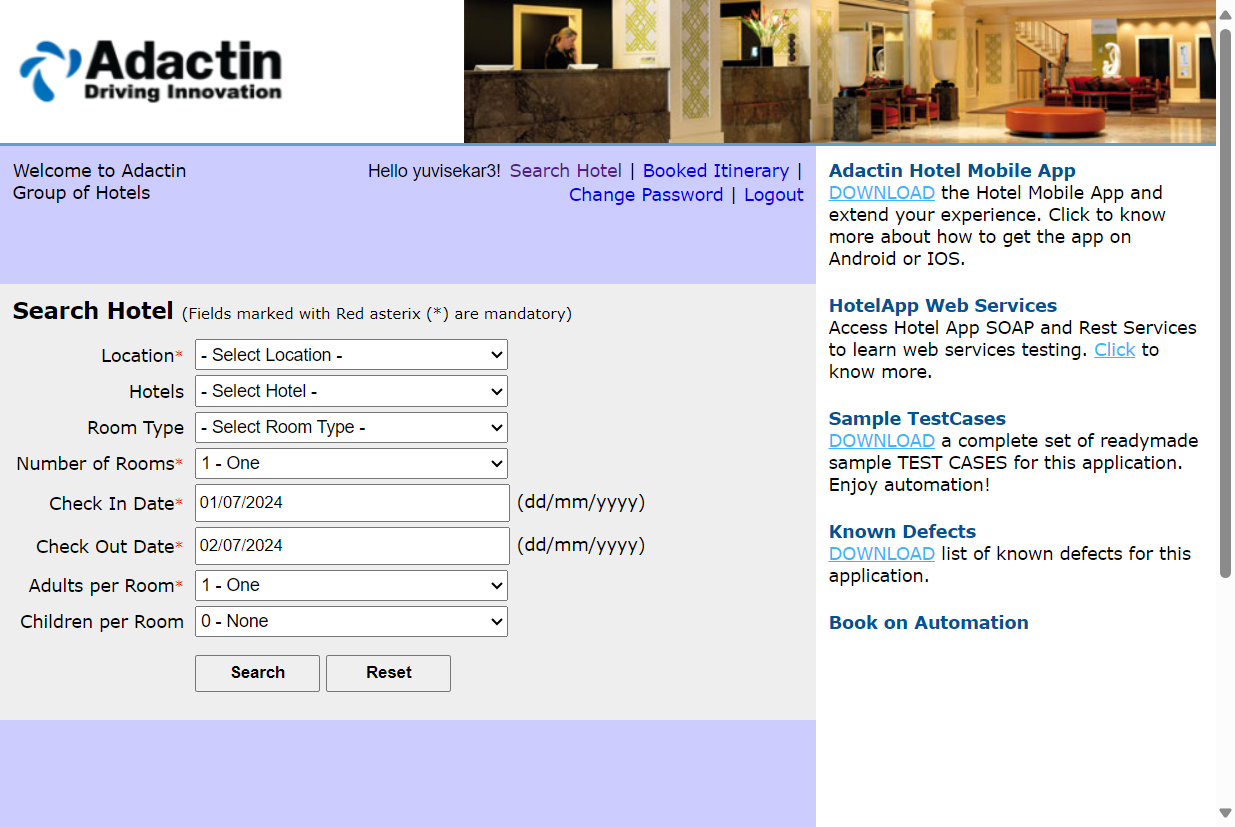 Adactin
Driving Innovation
Welcome to Adactin
Group of Hotels
Hello yuvisekar3! Search Hotel | Booked Itinerary |
Change Password | Logout
Search Hotel (Fields marked with Red asterix (*) are mandatory)
Location* - Select Location -
Hotels - Select Hotel -
Room Type - Select Room Type -
Number of Rooms* 1 - One
Check In Date* 01/07/2024 (dd/mm/yyyy)
Check Out Date* 02/07/2024 (dd/mm/yyyy)
Adults per Room* 1 - One
Children per Room 0 - None
Search Reset
Adactin Hotel Mobile App
DOWNLOAD the Hotel Mobile App and
extend your experience. Click to know
more about how to get the app on
Android or IOS.
HotelApp Web Services
Access Hotel App SOAP and Rest Services
to learn web services testing. Click to
know more.
Sample TestCases
DOWNLOAD a complete set of readymade
sample TEST CASES for this application.
Enjoy automation!
Known Defects
DOWNLOAD list of known defects for this
application.
Book on Automation